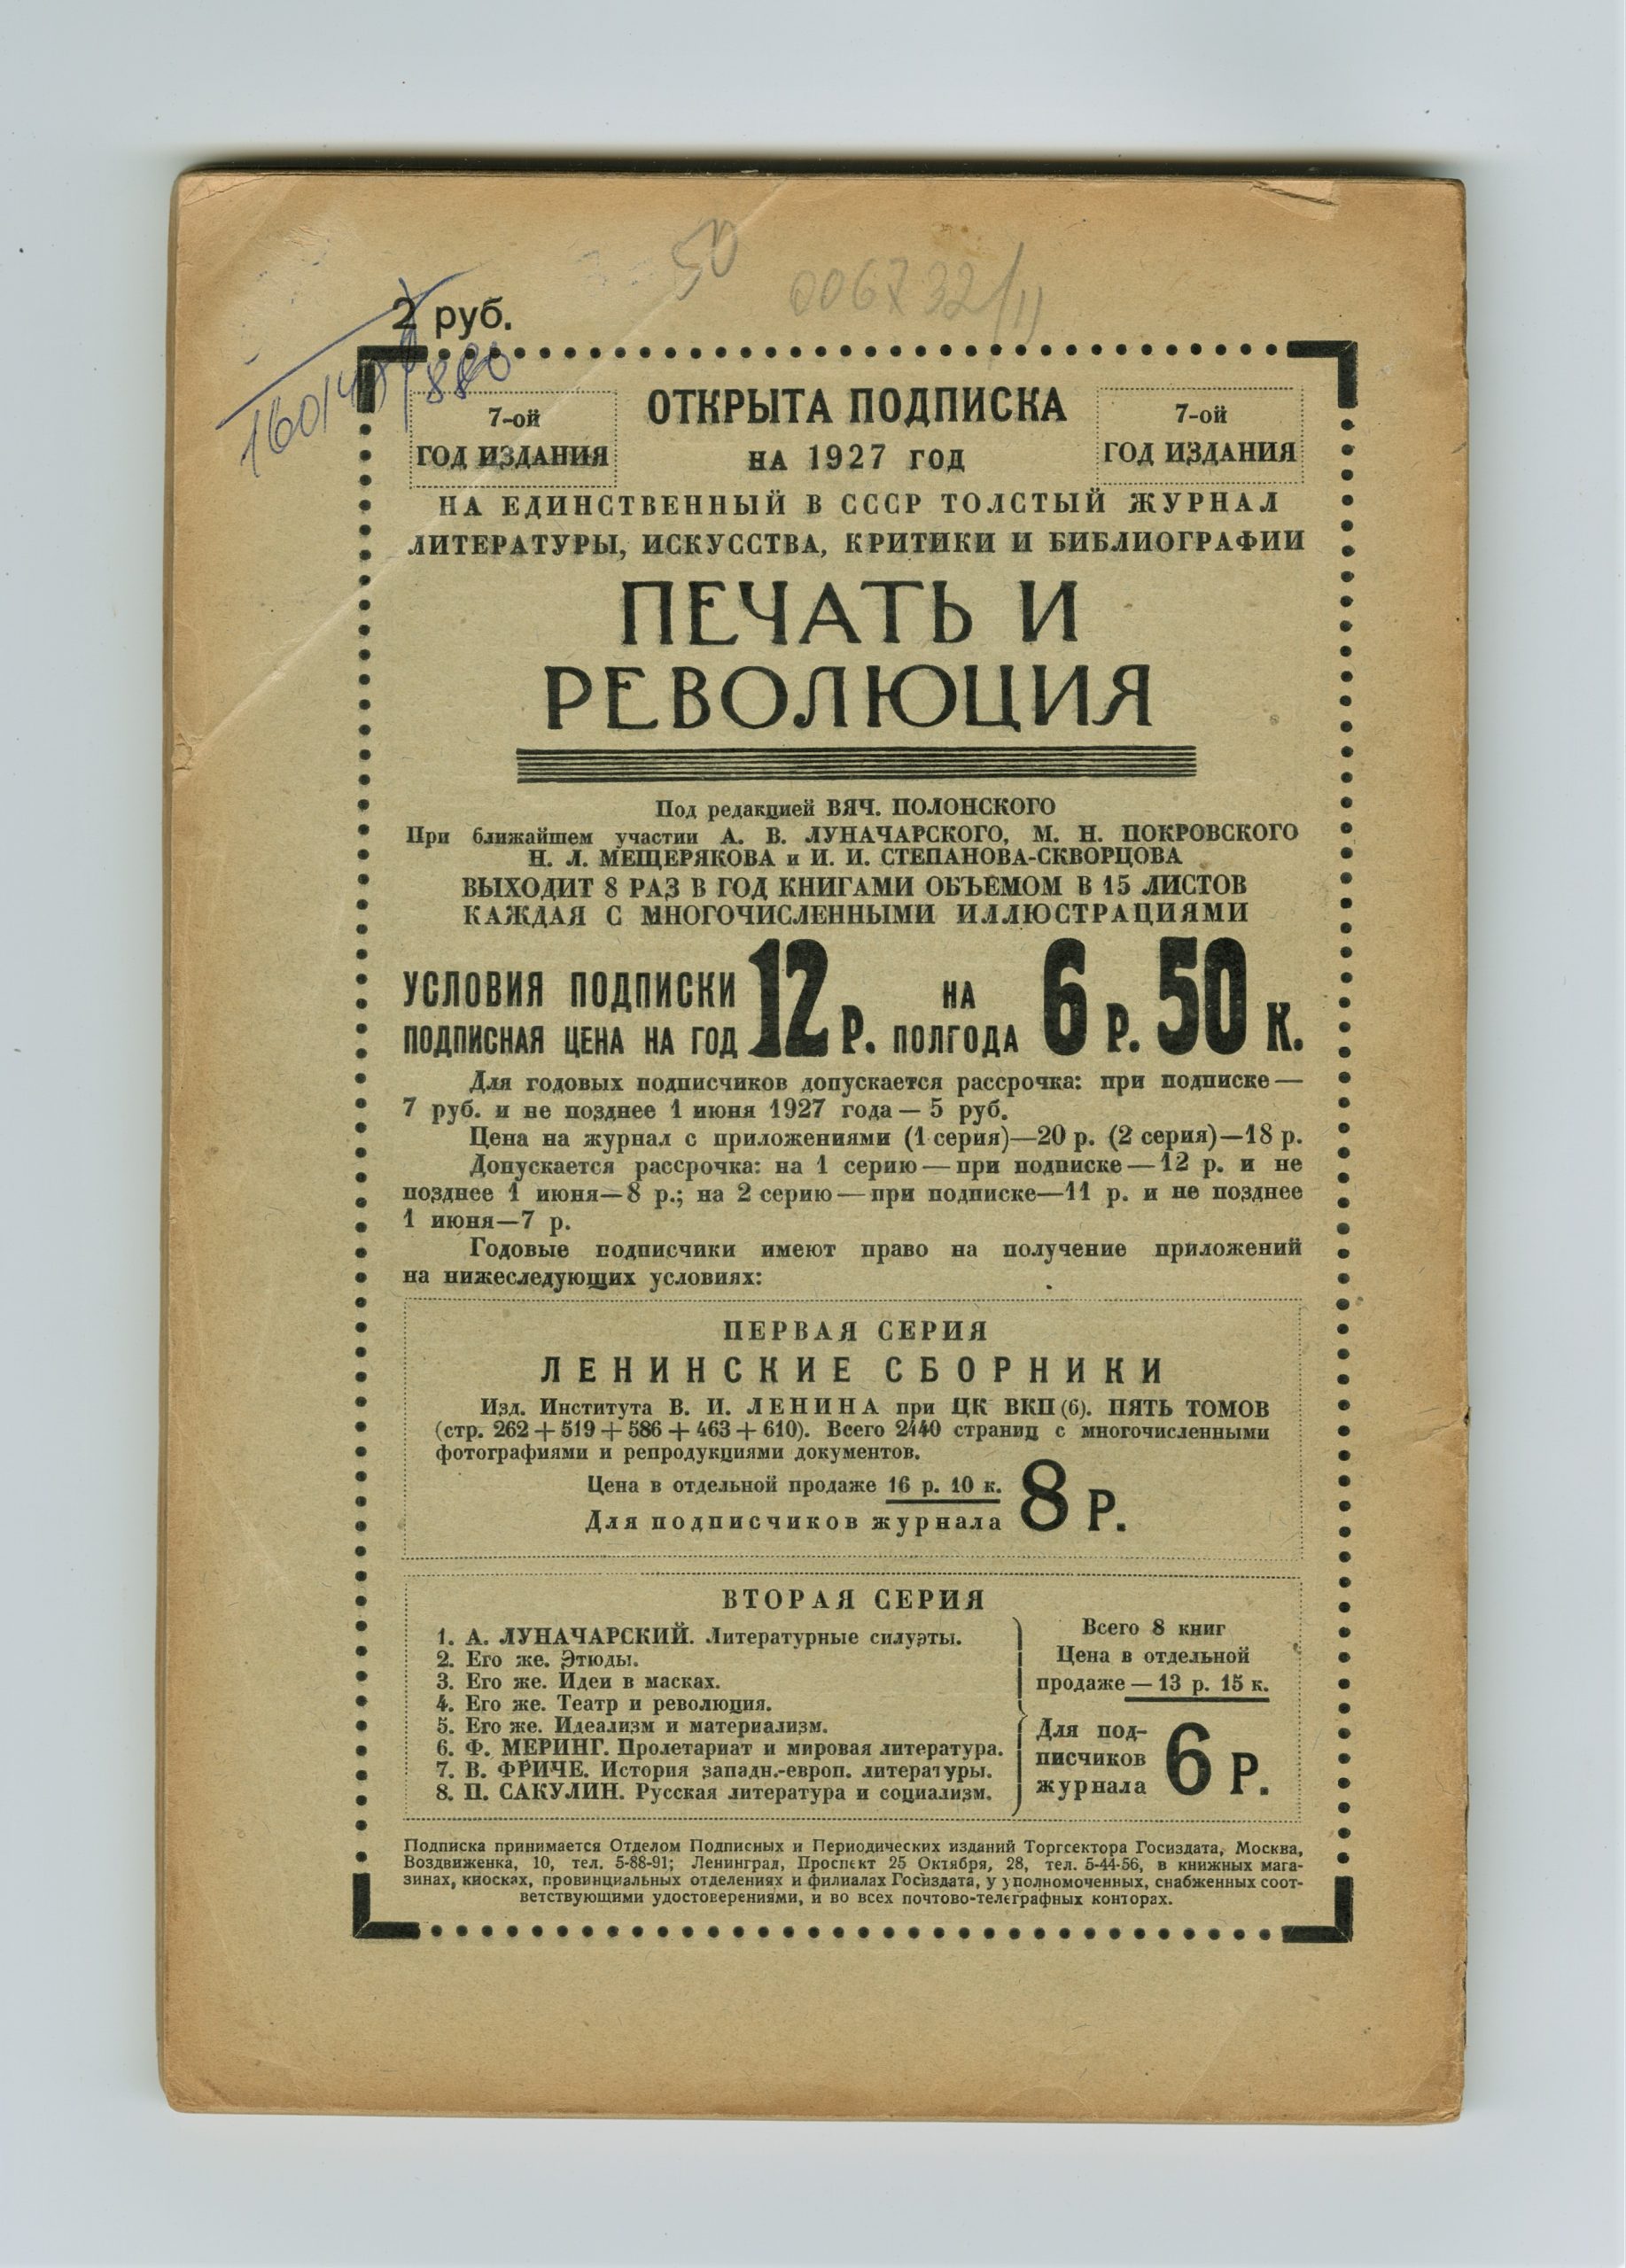 50
006732/11
2 руб.
7-ой
ГОД ИЗДАНИЯ
ОТКРЫТА ПОДПИСКА
НА 1927 ГОД
7-ой
ГОД ИЗДАНИЯ
НА ЕДИНСТВЕННЫЙ В СССР ТОЛСТЫЙ ЖУРНАЛ
ЛИТЕРАТУРЫ, ИСКУССТВА, КРИТИКИ И БИБЛИОГРАФИИ
ПЕЧАТЬ И
РЕВОЛЮЦИЯ
Под редакцией ВЯЧ. ПОЛОНСКОГО
При ближайшем участии А. В. ЛУНАЧАРСКОГО, М. Н. ПОКРОВСКОГО
Н. Л. МЕЩЕРЯКОВА и И. И. СТЕПАНОВА-СКВОРЦОВА
ВЫХОДИТ 8 РАЗ В ГОД КНИГАМИ ОБЪЕМОМ В 15 ЛИСТОВ
КАЖДАЯ С МНОГОЧИСЛЕННЫМИ ИЛЛЮСТРАЦИЯМИ
УСЛОВИЯ ПОДПИСКИ
ПОДПИСНАЯ ЦЕНА НА ГОД 12 Р. НА ПОЛГОДА 6 Р. 50 К.
Для годовых подписчиков допускается рассрочка: при подписке —
7 руб. и не позднее 1 июня 1927 года — 5 руб.
Цена на журнал с приложениями (1 серия)—20 р. (2 серия)—18 р.
Допускается рассрочка: на 1 серию — при подписке — 12 р. и не
позднее 1 июня—8 р.; на 2 серию — при подписке—11 р. и не позднее
1 июня—7 р.
Годовые подписчики имеют право на получение приложений
на нижеследующих условиях:
ПЕРВАЯ СЕРИЯ
ЛЕНИНСКИЕ СБОРНИКИ
Изд. Института В. И. ЛЕНИНА при ЦК ВКП(б). ПЯТЬ ТОМОВ
(стр. 262 + 519 + 586 + 463 + 610). Всего 2440 страниц с многочисленными
фотографиями и репродукциями документов.
Цена в отдельной продаже 16 р. 10 к.
Для подписчиков журнала 8 Р.
ВТОРАЯ СЕРИЯ
1. А. ЛУНАЧАРСКИЙ. Литературные силуэты.
2. Его же. Этюды.
3. Его же. Идеи в масках.
4. Его же. Театр и революция.
5. Его же. Идеализм и материализм.
6. Ф. МЕРИНГ. Пролетариат и мировая литература.
7. В. ФРИЧЕ. История западн.-европ. литературы.
8. П. САКУЛИН. Русская литература и социализм.
Всего 8 книг
Цена в отдельной
продаже — 13 р. 15 к.
Для под-
писчиков
журнала
6 Р.
Подписка принимается Отделом Подписных и Периодических изданий Торгсектора Госиздата, Москва,
Воздвиженка, 10, тел. 5-88-91; Ленинград, Проспект 25 Октября, 28, тел. 5-44-56, в книжных мага-
зинах, киосках, провинциальных отделениях и филиалах Госиздата, у уполномоченных, снабженных соот-
ветствующими удостоверениями, и во всех почтово-телеграфных конторах.